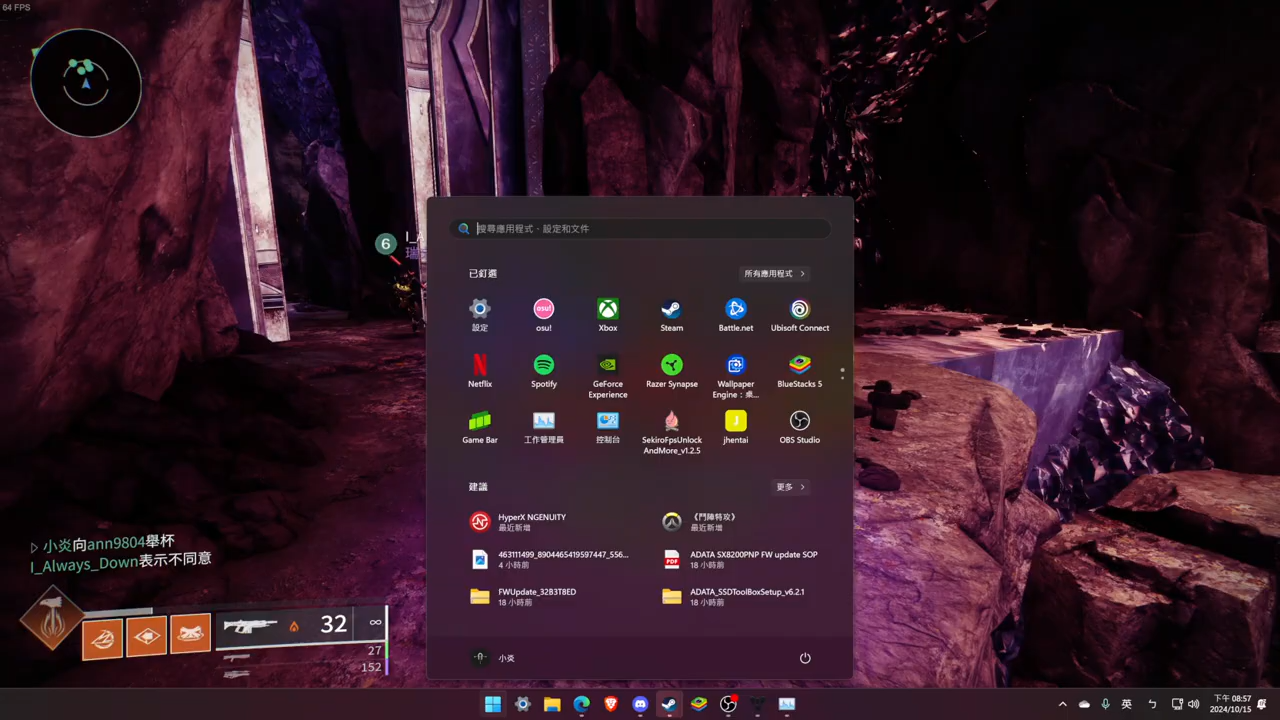 64 FPS
6
搜尋應用程式、設定和文件
已釘選
所有應用程式
設定
osu!
osu!
Xbox
Steam
Battle.net
Ubisoft Connect
Netflix
Spotify
GeForce
Experience
Razer Synapse
Wallpaper
Engine：桌...
BlueStacks 5
Game Bar
工作管理員
控制台
SekiroFpsUnlock
AndMore_v1.2.5
J
jhentai
OBS Studio
建議
更多
HyperX NGENUITY
最近新增
《鬥陣特攻》
最近新增
463111499_8904465419597447_556...
4 小時前
PDF
ADATA SX8200PNP FW update SOP
18 小時前
FWUpdate_32B3T8ED
18 小時前
ADATA_SSDToolBoxSetup_v6.2.1
18 小時前
小炎向ann9804舉杯
I_Always_Down表示不同意
32
∞
27
152
小炎
英
ㄅ
下午 08:57
2024/10/15